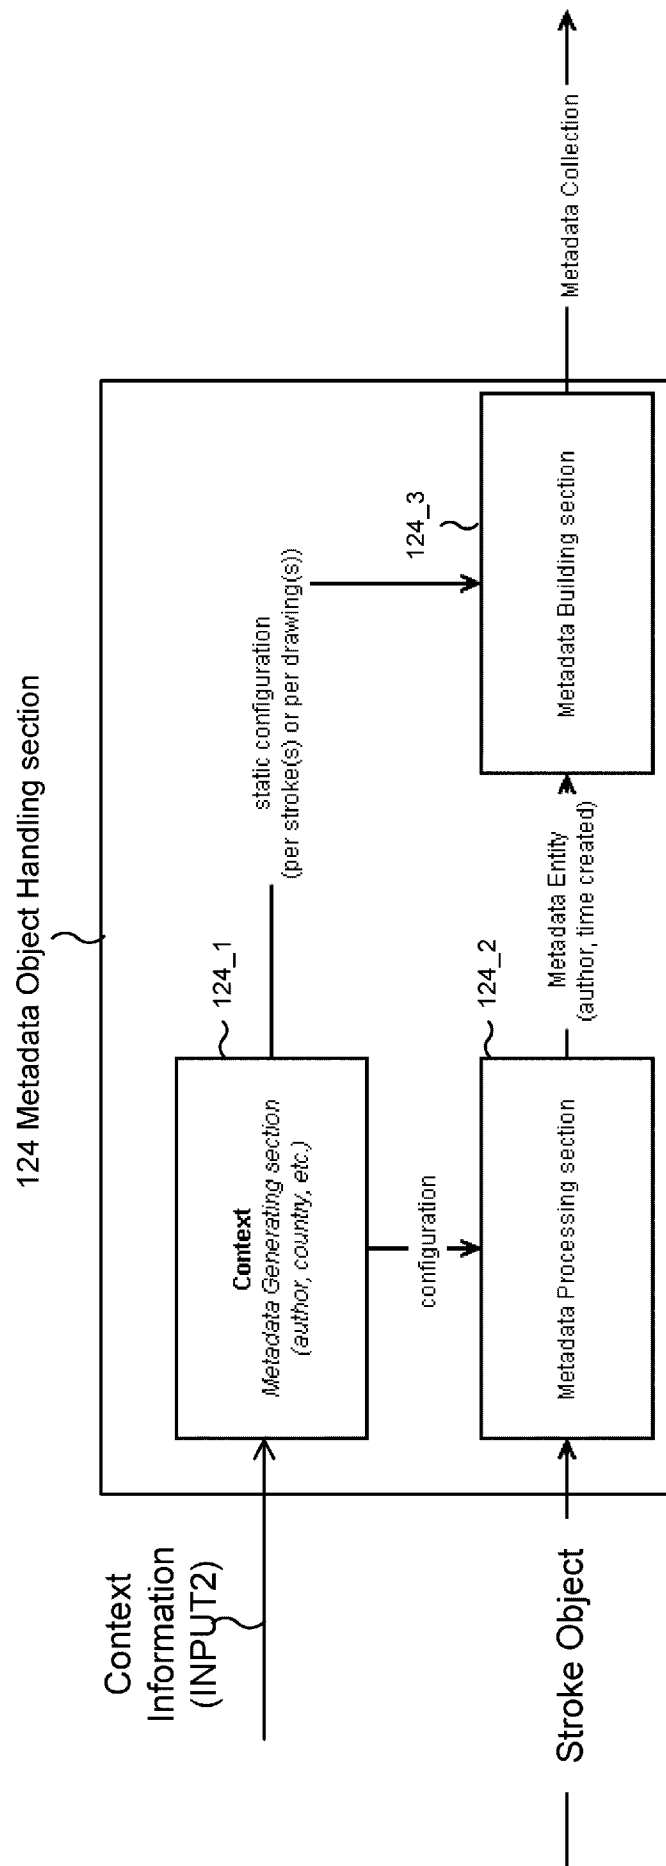 124 Metadata Object Handling section
Context
Information
(INPUT2)
124_1
Context
Metadata Generating section
(author, country, etc.)
static configuration
(per stroke(s) or per drawing(s))
configuration
124_3
Stroke Object
124_2
Metadata Processing section
Metadata Entity
(author, time created)
Metadata Building section
Metadata Collection